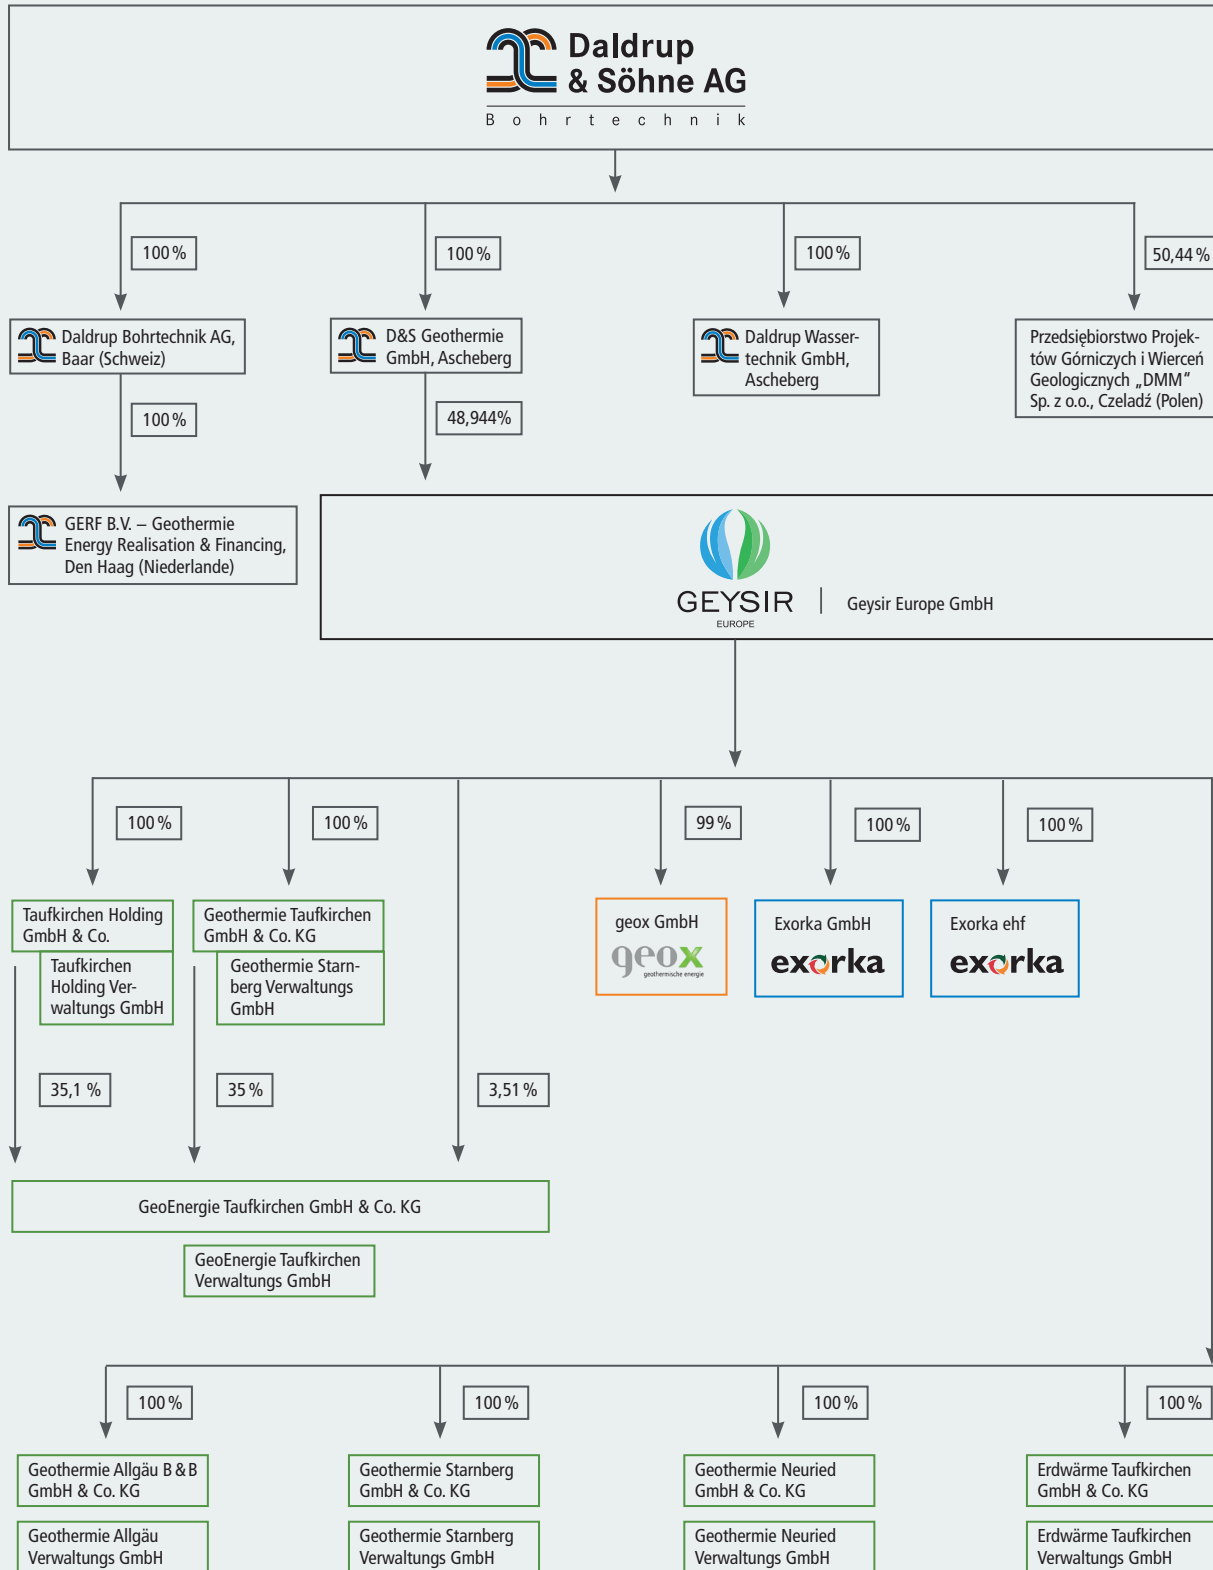 Daldrup
& Söhne AG
Bohrtechnik
100 %
100 %
100 %
50,44 %
Daldrup Bohrtechnik AG,
Baar (Schweiz)
D&S Geothermie
GmbH, Ascheberg
Daldrup Wasser-
technik GmbH,
Ascheberg
Przedsiębiorstwo Projek-
tów Górniczych i Wierceń
Geologicznych „DMM"
Sp. z o.o., Czeladź (Polen)
100 %
48,944%
GERF B.V. – Geothermie
Energy Realisation & Financing,
Den Haag (Niederlande)
GEYSIR
EUROPE
Geysir Europe GmbH
100 %
100 %
99 %
100 %
100 %
Taufkirchen Holding
GmbH & Co.
Taufkirchen
Holding Ver-
waltungs GmbH
Geothermie Taufkirchen
GmbH & Co. KG
Geothermie Starn-
berg Verwaltungs
GmbH
geox GmbH
geox
geothermische energie
Exorka GmbH
exorka
Exorka ehf
exorka
35,1 %
35 %
3,51 %
GeoEnergie Taufkirchen GmbH & Co. KG
GeoEnergie Taufkirchen
Verwaltungs GmbH
100 %
100 %
100 %
100 %
Geothermie Allgäu B & B
GmbH & Co. KG
Geothermie Starnberg
GmbH & Co. KG
Geothermie Neuried
GmbH & Co. KG
Erdwärme Taufkirchen
GmbH & Co. KG
Geothermie Allgäu
Verwaltungs GmbH
Geothermie Starnberg
Verwaltungs GmbH
Geothermie Neuried
Verwaltungs GmbH
Erdwärme Taufkirchen
Verwaltungs GmbH